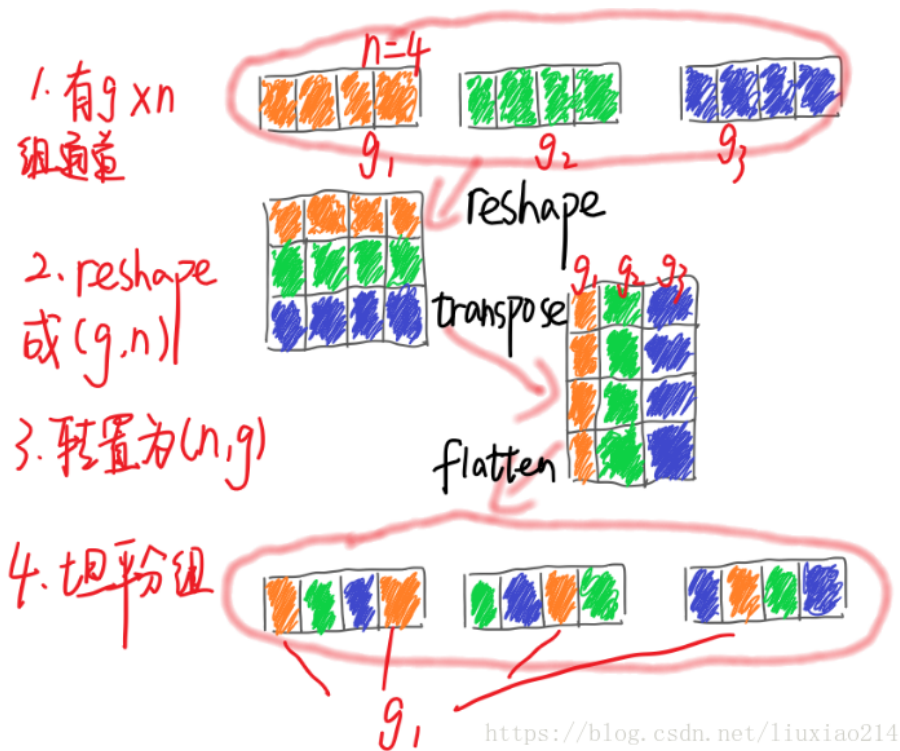 n=4
1.有g×n
组通道
g1 g2 g3
reshape
2.reshape
成(g,n)
g1 g2 g3
transpose
3.转置为(n,g)
flatten
4.坦平分组
g1
https://blog.csdn.net/liuxiao214